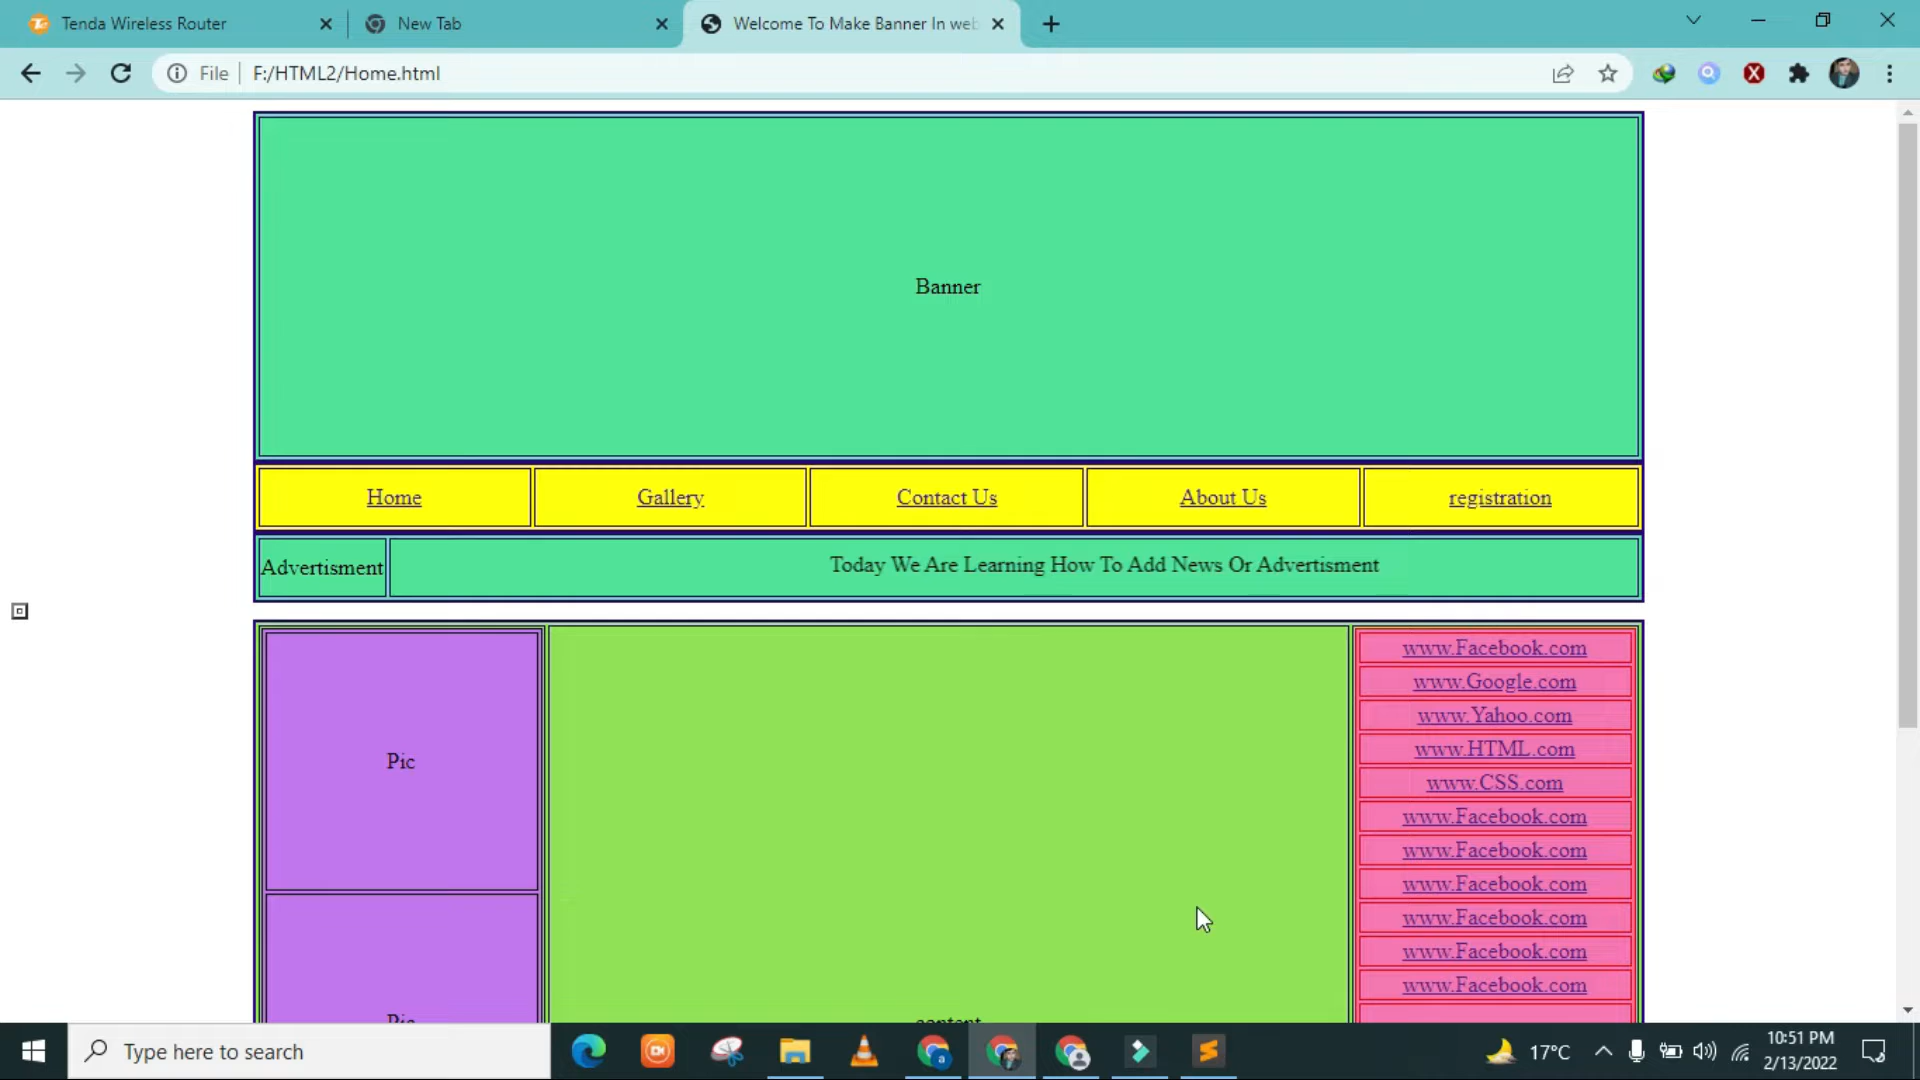 Tenda Wireless Router
New Tab
Welcome To Make Banner In web
File
F:/HTML2/Home.html
Banner
Home
Gallery
Contact Us
About Us
registration
Advertisment
Today We Are Learning How To Add News Or Advertisment
Pic
www.Facebook.com
www.Google.com
www.Yahoo.com
www.HTML.com
www.CSS.com
www.Facebook.com
www.Facebook.com
www.Facebook.com
www.Facebook.com
www.Facebook.com
www.Facebook.com
Pic
content
Type here to search
17°C
10:51 PM
2/13/2022